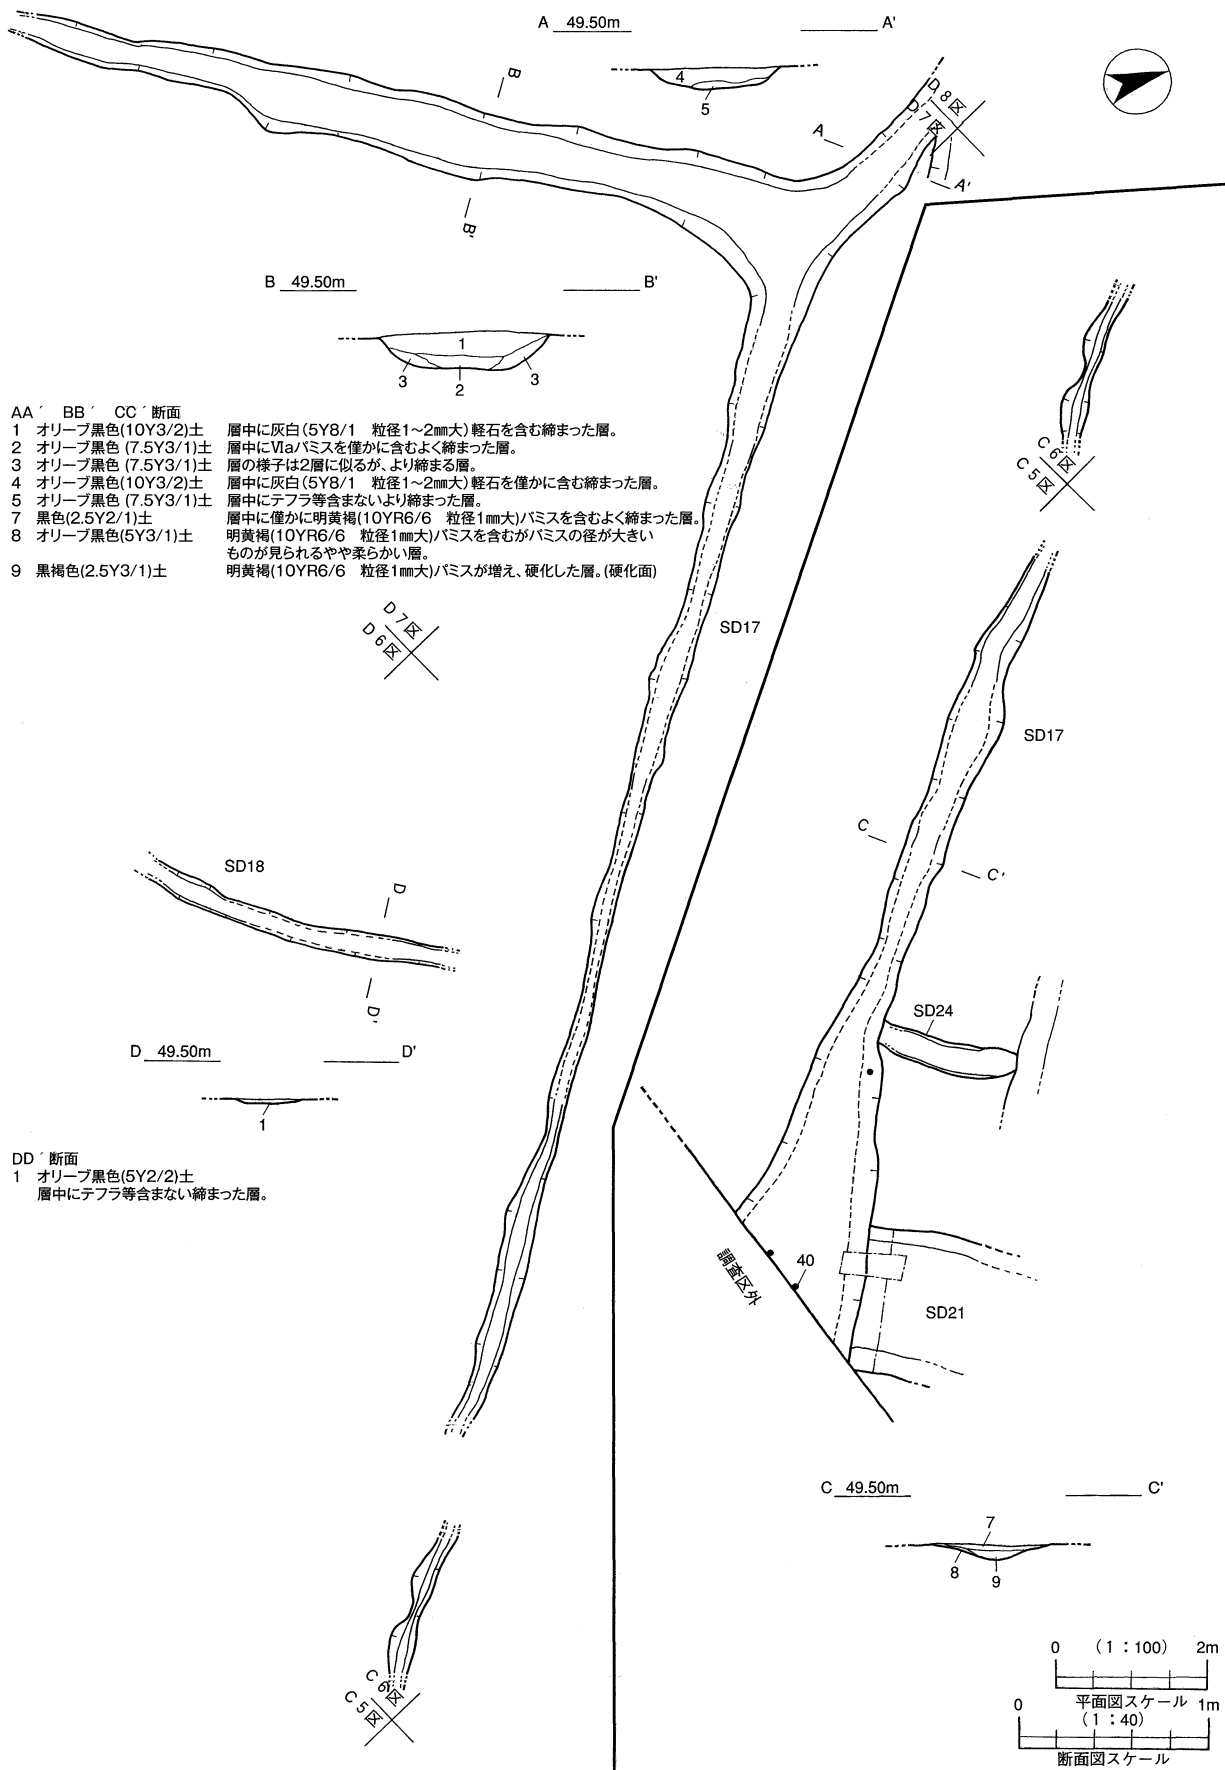 A 49.50m A'
4
5
D 8区
D 7区
A
A'
B
B'
B 49.50m B'
1
3 2 3
AA´ BB´ CC´断面
1 オリーブ黒色(10Y3/2)土 層中に灰白(5Y8/1 粒径1~2㎜大)軽石を含む締まった層。
2 オリーブ黒色(7.5Y3/1)土 層中にⅥaパミスを僅かに含むよく締まった層。
3 オリーブ黒色(7.5Y3/1)土 層の様子は2層に似るが、より締まる層。
4 オリーブ黒色(10Y3/2)土 層中に灰白(5Y8/1 粒径1~2㎜大)軽石を僅かに含む締まった層。
5 オリーブ黒色(7.5Y3/1)土 層中にテフラ等含まないより締まった層。
7 黒色(2.5Y2/1)土 層中に僅かに明黄褐(10YR6/6 粒径1㎜大)パミスを含むよく締まった層。
8 オリーブ黒色(5Y3/1)土 明黄褐(10YR6/6 粒径1㎜大)パミスを含むがパミスの径が大きい
ものが見られるやや柔らかい層。
9 黒褐色(2.5Y3/1)土 明黄褐(10YR6/6 粒径1㎜大)パミスが増え、硬化した層。(硬化面)
C 6区
C 5区
D 7区
D 6区
SD17
SD17
C
C'
SD18
D
D'
D 49.50m D'
1
DD´断面
1 オリーブ黒色(5Y2/2)土
層中にテフラ等含まない締まった層。
SD24
調査区外
40
SD21
C 49.50m C'
7
8 9
C 6区
C 5区
0 (1:100) 2m
平面図スケール
0 (1:40) 1m
断面図スケール